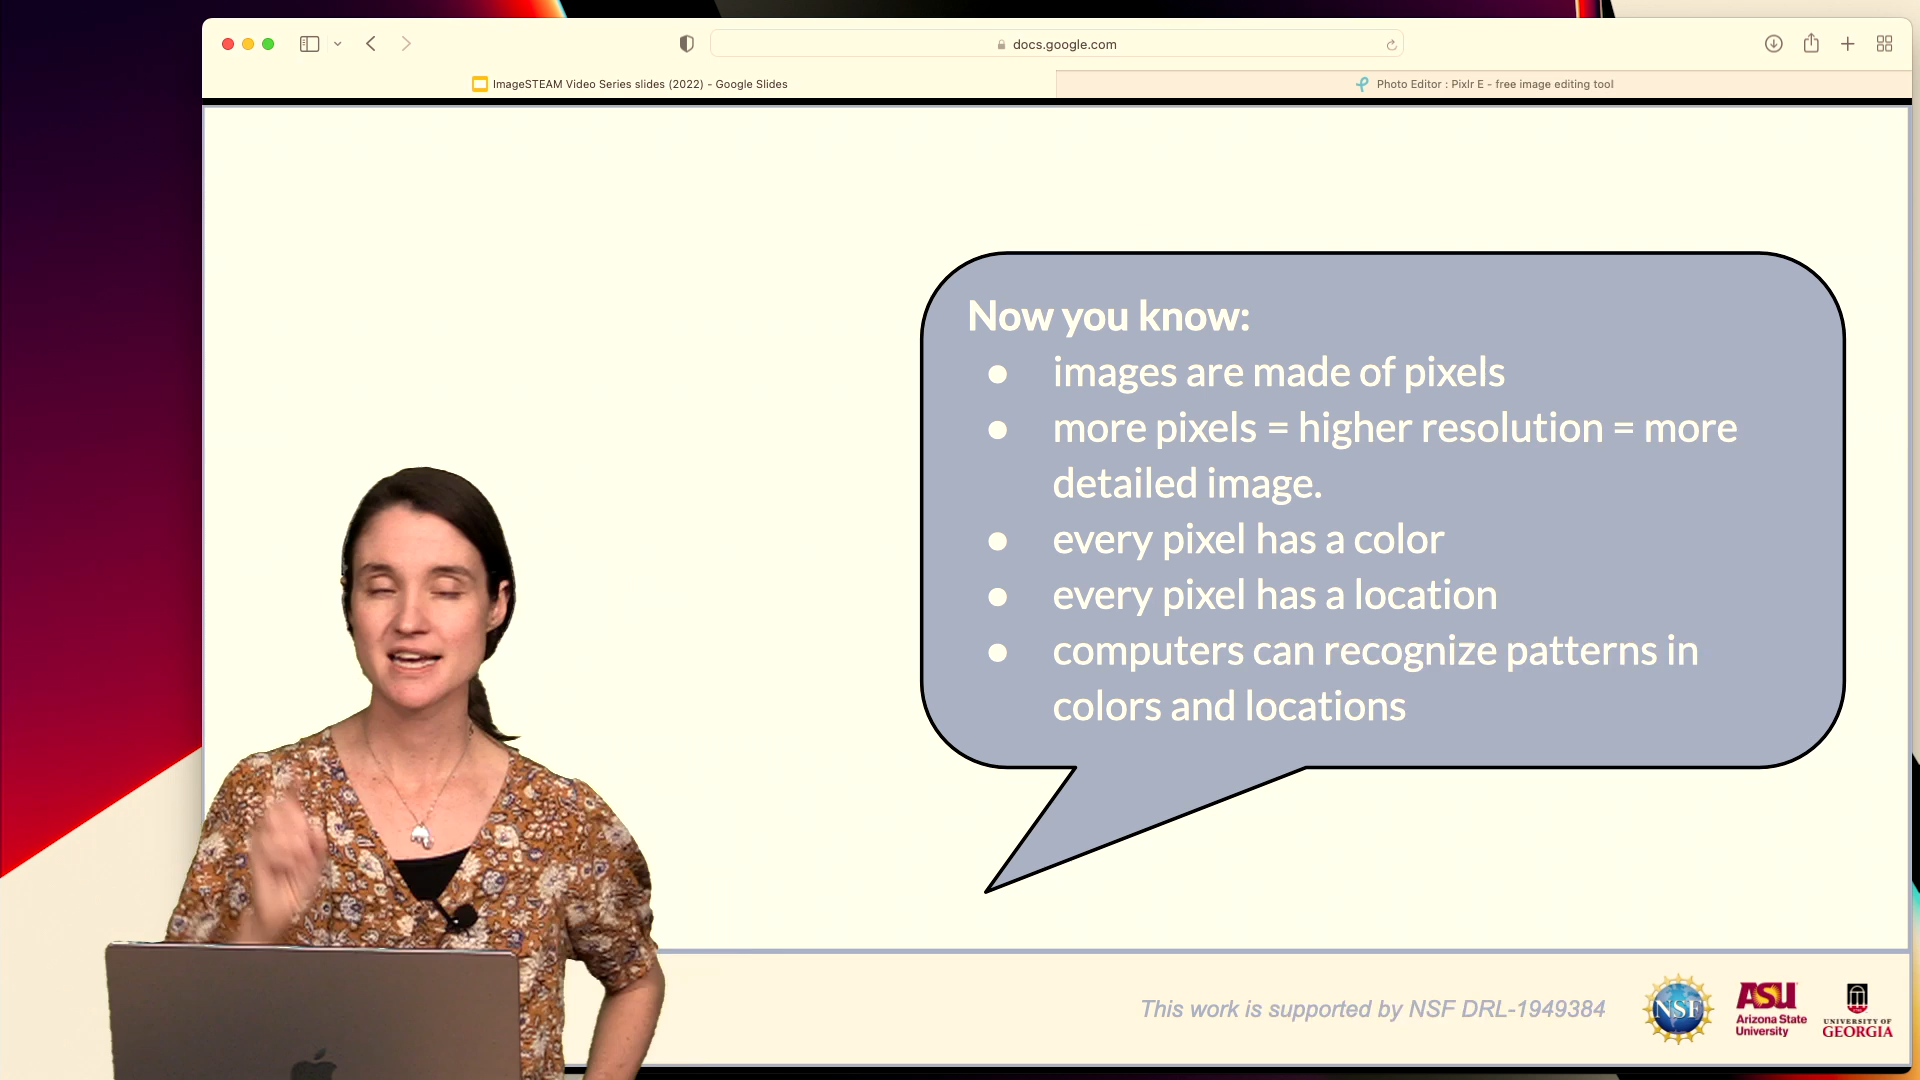 docs.google.com
ImageSTEAM Video Series slides (2022) - Google Slides
Photo Editor : Pixlr E - free image editing tool
Now you know:
● images are made of pixels
● more pixels = higher resolution = more
detailed image.
● every pixel has a color
● every pixel has a location
● computers can recognize patterns in
colors and locations
This work is supported by NSF DRL-1949384
NSF
ASU
Arizona State
University
UNIVERSITY OF
GEORGIA